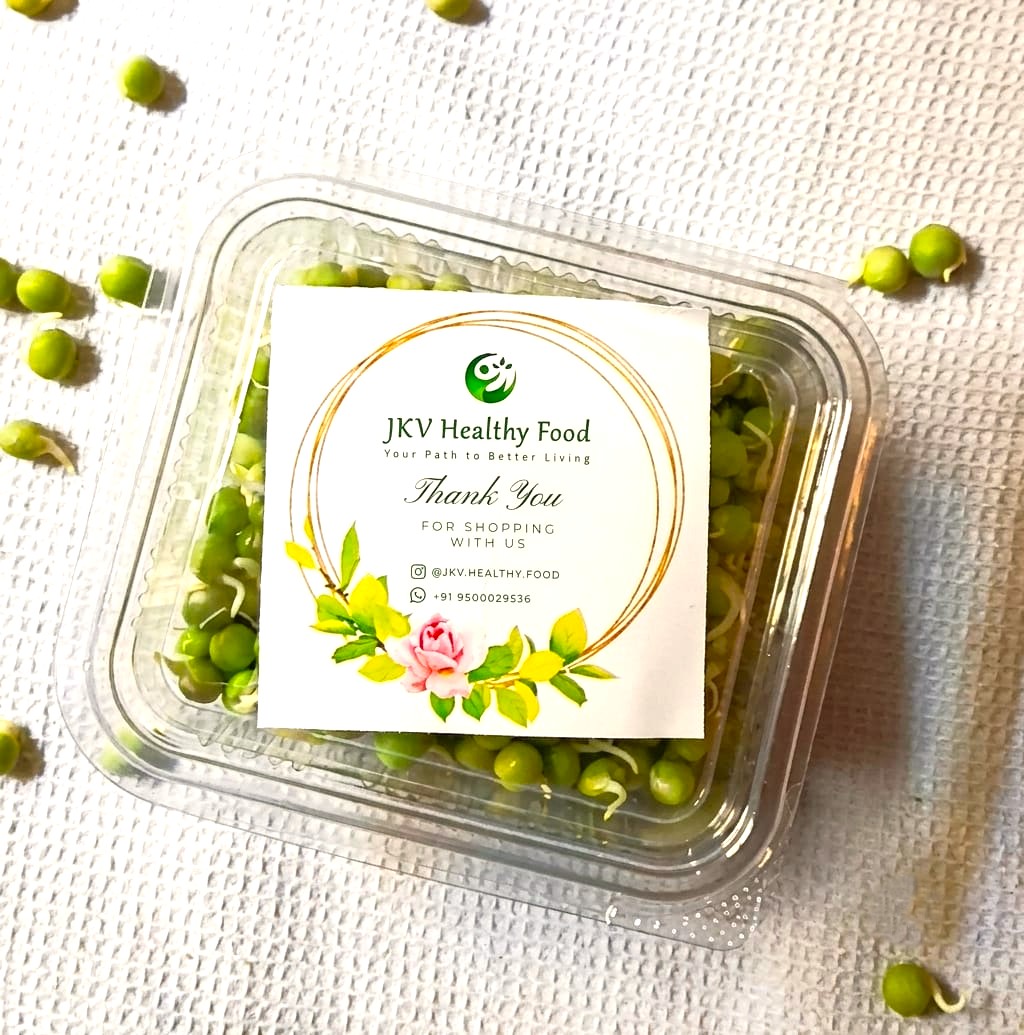 JKV Healthy Food
Your Path to Better Living
Thank You
FOR SHOPPING
WITH US
@JKV.HEALTHY.FOOD
+91 9500029536